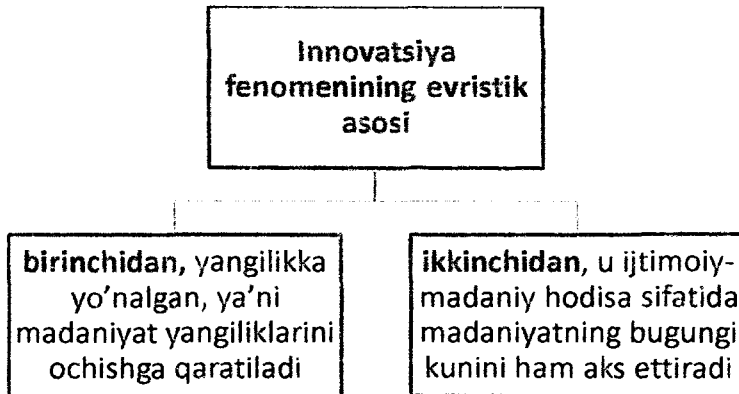 Innovatsiya
fenomenining evristik
asosi
birinchidan, yangilikka
yo'nalgan, ya'ni
madaniyat yangiliklarini
ochishga qaratiladi
ikkinchidan, u ijtimoiy-
madaniy hodisa sifatida
madaniyatning bugungi
kunini ham aks ettiradi